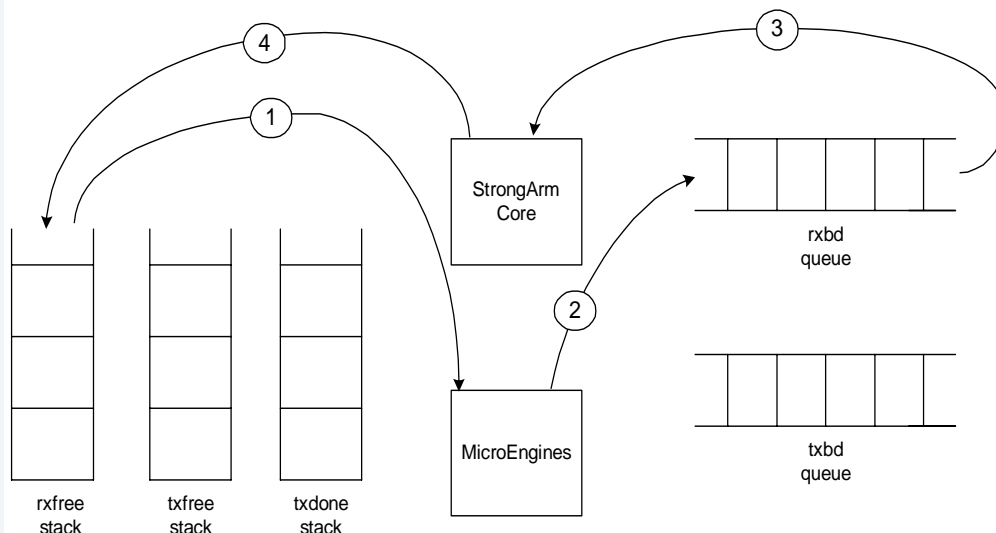 4
3
1
StrongArm
Core
rxbd
queue
2
MicroEngines
txbd
queue
rxfree
stack
txfree
stack
txdone
stack